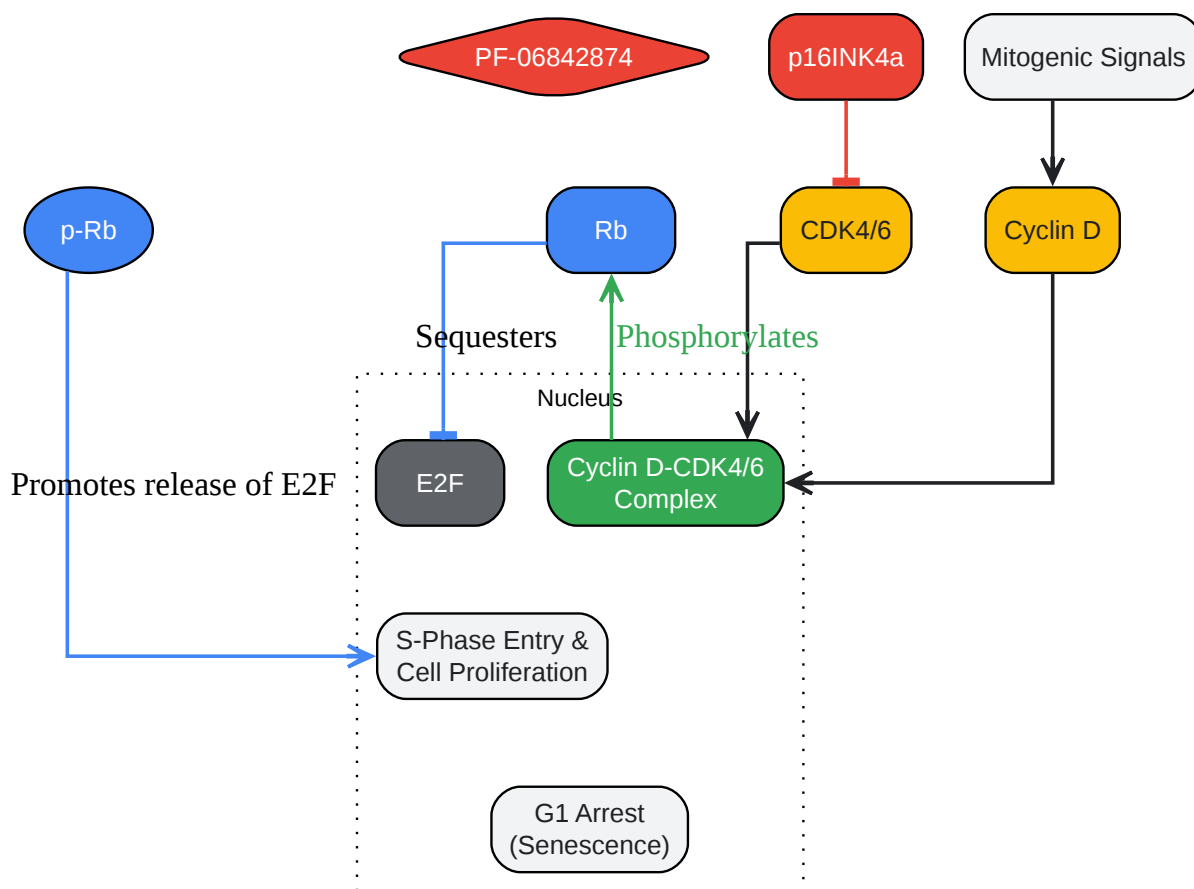 PF-06842874
p16INK4a
Mitogenic Signals
p-Rb
Rb
CDK4/6
Cyclin D
Sequesters
Phosphorylates
Nucleus
Promotes release of E2F
E2F
Cyclin D-CDK4/6
Complex
S-Phase Entry &
Cell Proliferation
G1 Arrest
(Senescence)